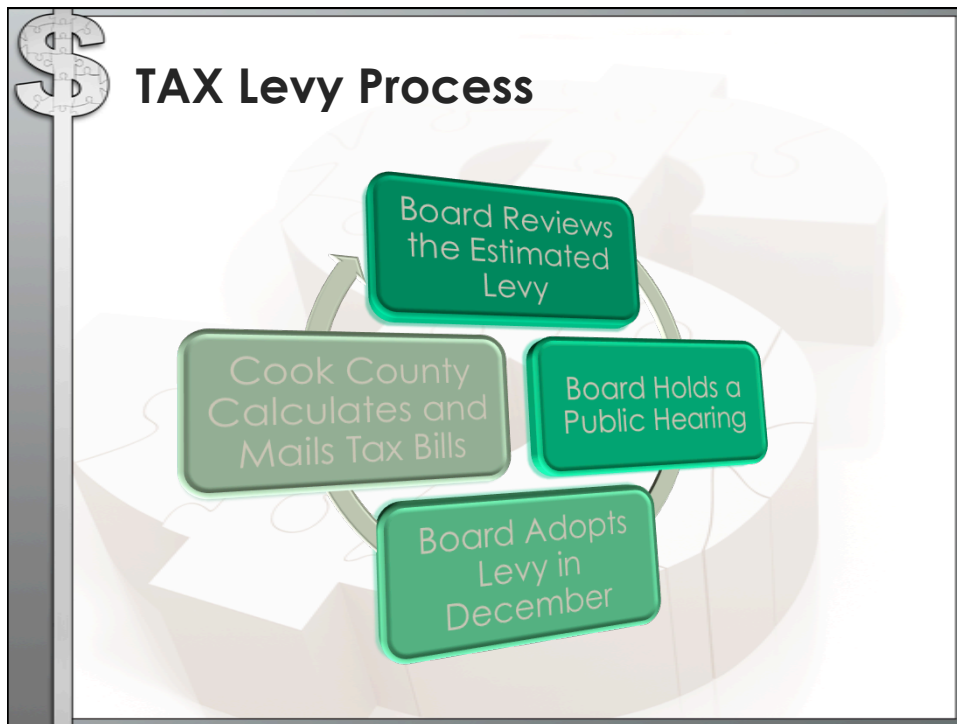 TAX Levy Process
Board Reviews
the Estimated
Levy
Board Holds a
Public Hearing
Board Adopts
Levy in
December
Cook County
Calculates and
Mails Tax Bills